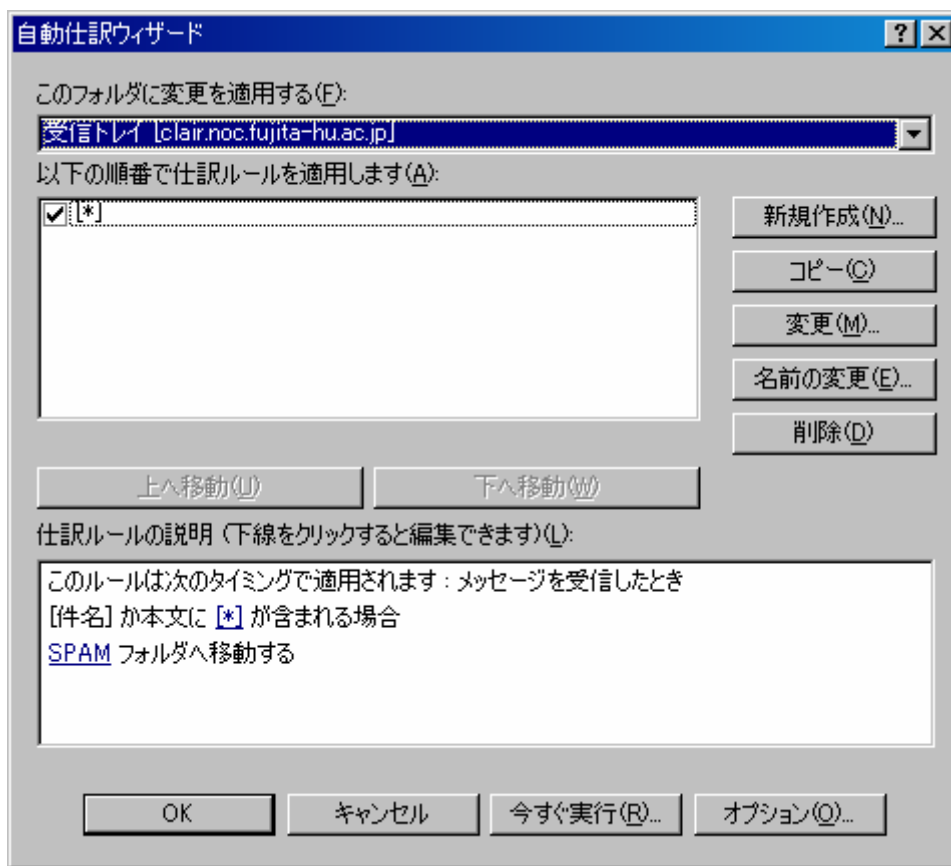 自動仕訳ウィザード
このフォルダに変更を適用する(F):
受信トレイ [clair.noc.fujita-hu.ac.jp]
以下の順番で仕訳ルールを適用します(A):
[*]
新規作成(N)...
コピー(C)
変更(M)...
名前の変更(E)...
削除(D)
上へ移動(U)
下へ移動(W)
仕訳ルールの説明 (下線をクリックすると編集できます)(L):
このルールは次のタイミングで適用されます : メッセージを受信したとき
[件名] か本文に [*] が含まれる場合
SPAM フォルダへ移動する
OK
キャンセル
今すぐ実行(R)...
オプション(O)...